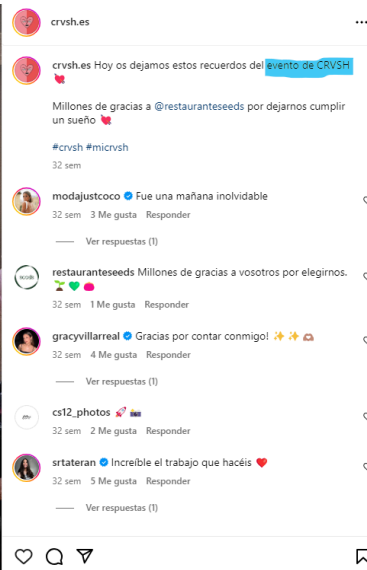 crvsh.es
crvsh.es Hoy os dejamos estos recuerdos del evento de CRVSH
💘
Millones de gracias a @restauranteseeds por dejarnos cumplir
un sueño 💘
#crvsh #micrvsh
32 sem
modajustcoco Fue una mañana inolvidable
32 sem 3 Me gusta Responder
Ver respuestas (1)
restauranteseeds Millones de gracias a vosotros por elegirnos.
🌱💚👛
32 sem 1 Me gusta Responder
gracyvillarreal Gracias por contar conmigo! ✨✨🫶🏽
32 sem 4 Me gusta Responder
Ver respuestas (1)
cs12_photos 🚀📸
32 sem 2 Me gusta Responder
srtateran Increíble el trabajo que hacéis ❤️
32 sem 5 Me gusta Responder
Ver respuestas (1)